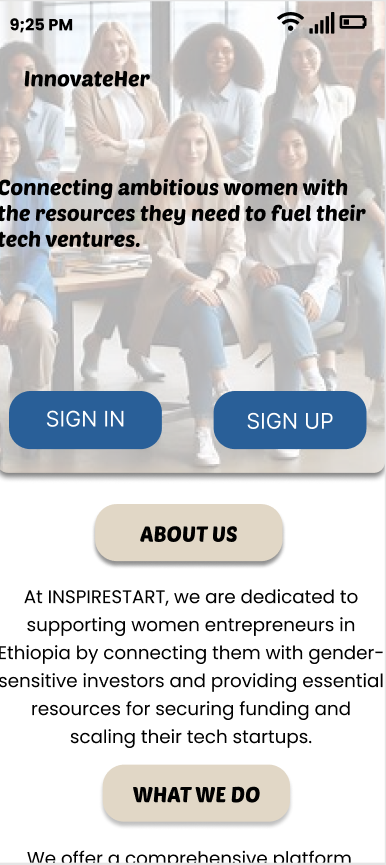 9;25 PM
InnovateHer
Connecting ambitious women with
the resources they need to fuel their
tech ventures.
SIGN IN
SIGN UP
ABOUT US
At INSPIRESTART, we are dedicated to
supporting women entrepreneurs in
Ethiopia by connecting them with gender-
sensitive investors and providing essential
resources for securing funding and
scaling their tech startups.
WHAT WE DO
We offer a comprehensive platform